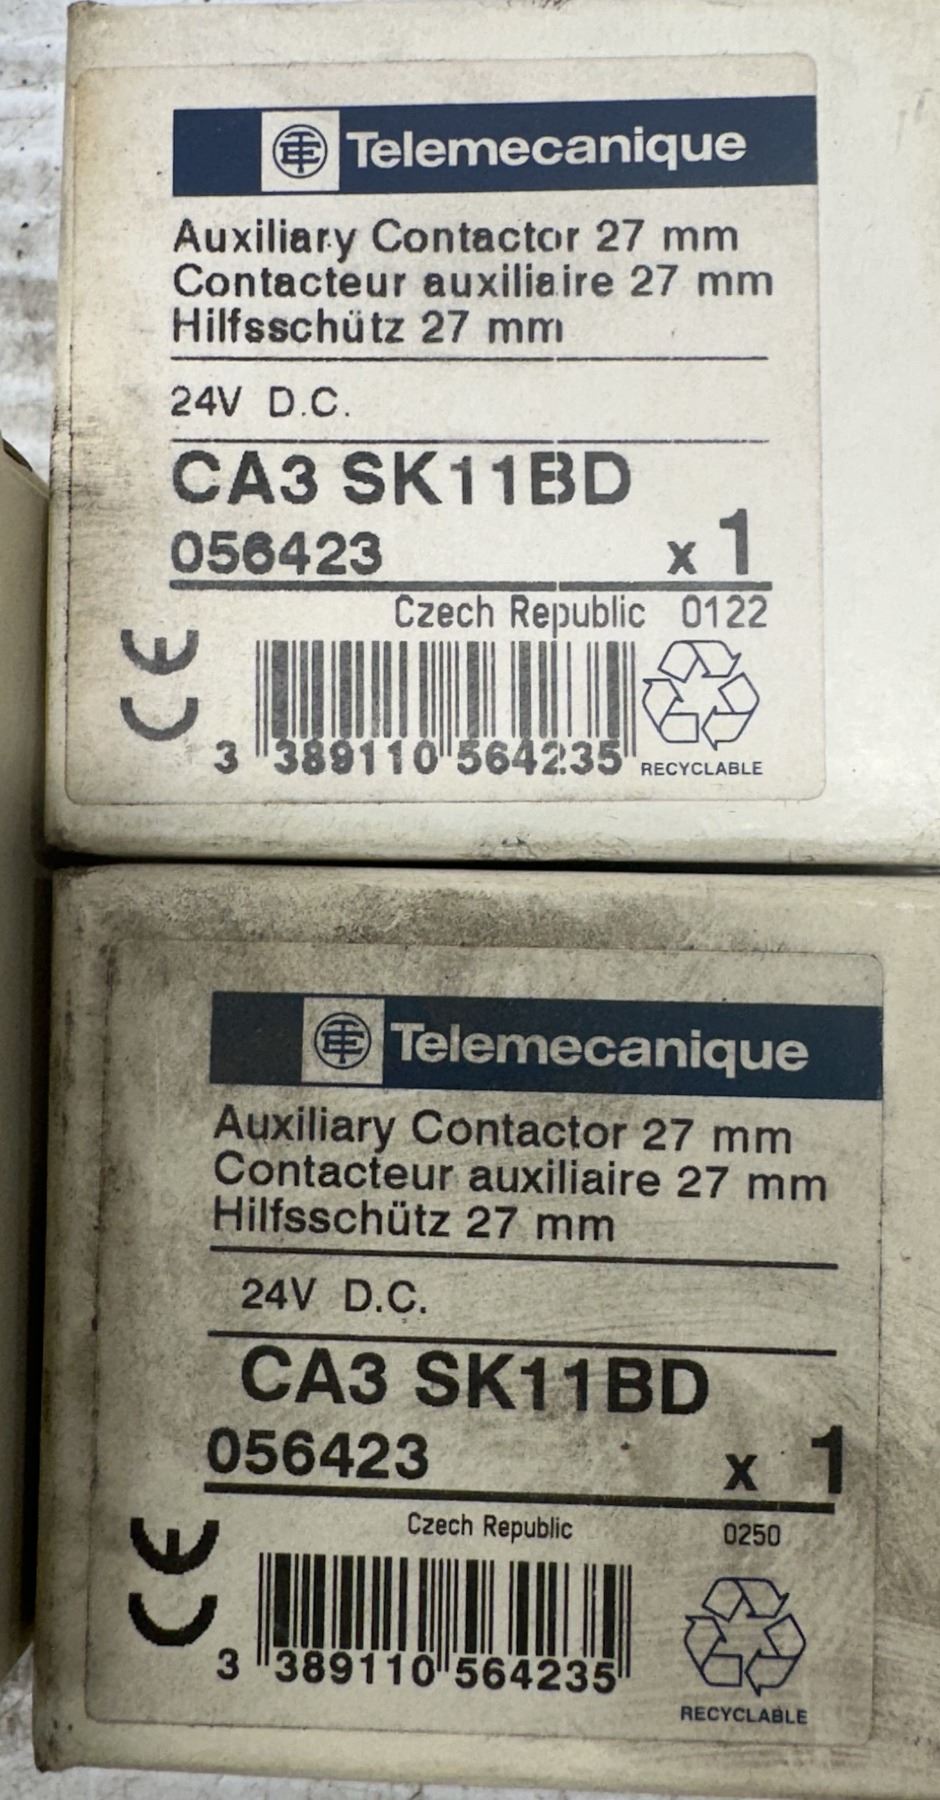 Telemecanique
Auxiliary Contactor 27 mm
Contacteur auxiliaire 27 mm
Hilfsschütz 27 mm
24V D.C.
CA3 SK11BD
056423 x 1
Czech Republic 0122
CE
3 389110 564235
RECYCLABLE
Telemecanique
Auxiliary Contactor 27 mm
Contacteur auxiliaire 27 mm
Hilfsschütz 27 mm
24V D.C.
CA3 SK11BD
056423 x 1
Czech Republic 0250
CE
3 389110 564235
RECYCLABLE